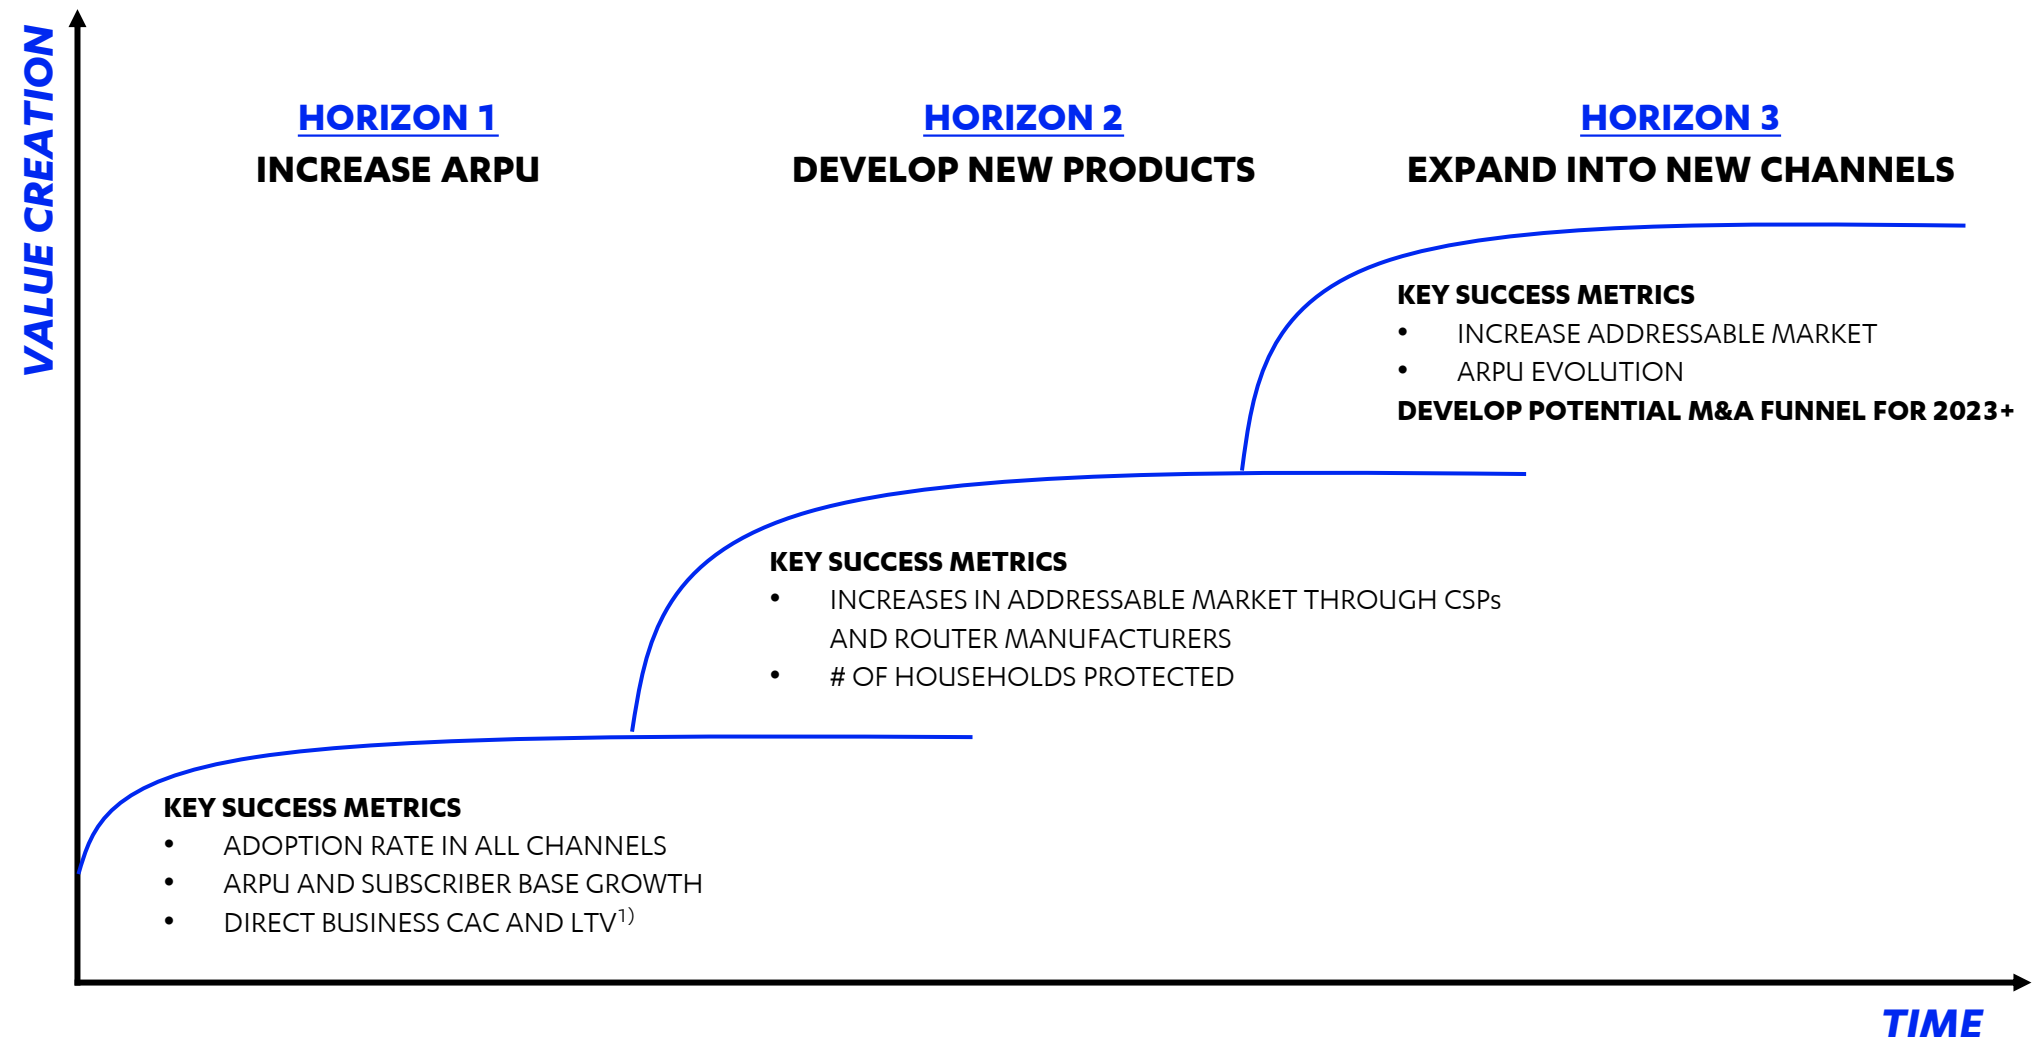 VALUE CREATION
HORIZON 1
INCREASE ARPU
HORIZON 2
DEVELOP NEW PRODUCTS
HORIZON 3
EXPAND INTO NEW CHANNELS
KEY SUCCESS METRICS
• INCREASE ADDRESSABLE MARKET
• ARPU EVOLUTION
DEVELOP POTENTIAL M&A FUNNEL FOR 2023+
KEY SUCCESS METRICS
• INCREASES IN ADDRESSABLE MARKET THROUGH CSPs
AND ROUTER MANUFACTURERS
• # OF HOUSEHOLDS PROTECTED
KEY SUCCESS METRICS
• ADOPTION RATE IN ALL CHANNELS
• ARPU AND SUBSCRIBER BASE GROWTH
• DIRECT BUSINESS CAC AND LTV¹⁾
TIME